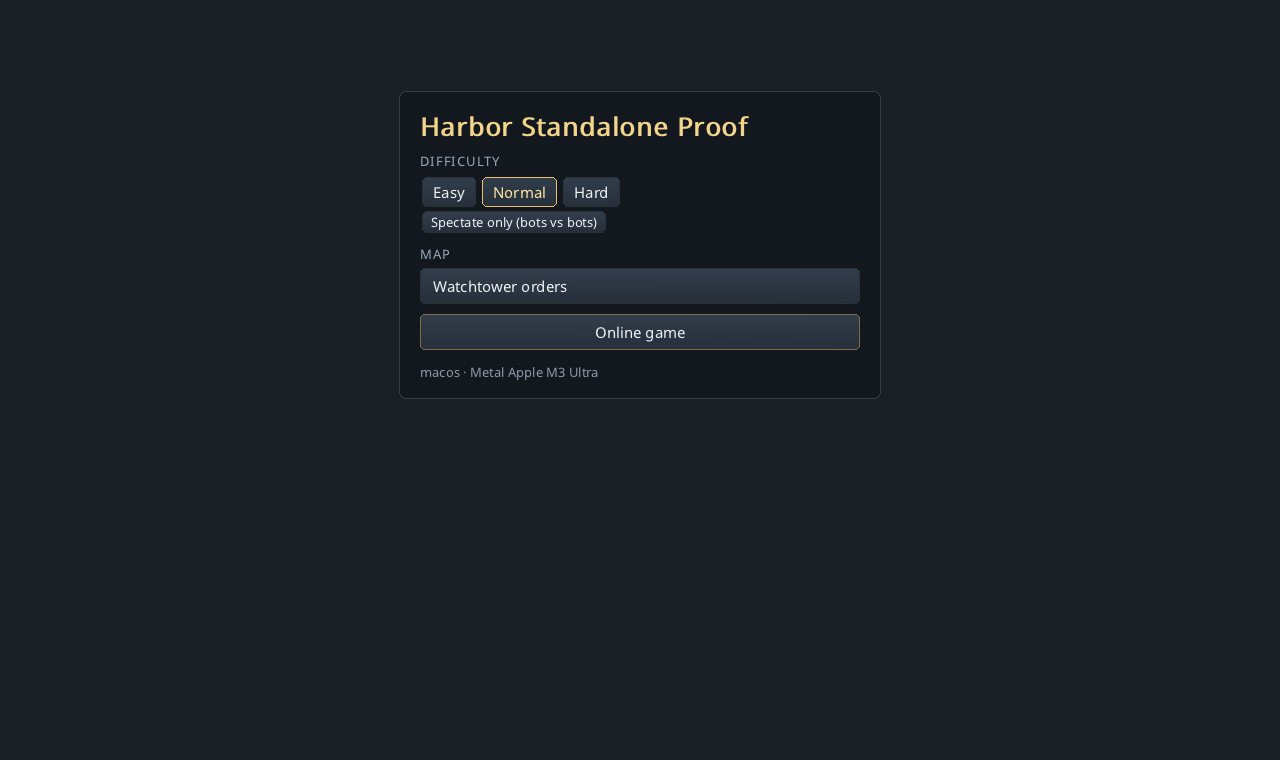 Harbor Standalone Proof
DIFFICULTY
Easy Normal Hard
Spectate only (bots vs bots)
MAP
Watchtower orders
Online game
macos · Metal Apple M3 Ultra